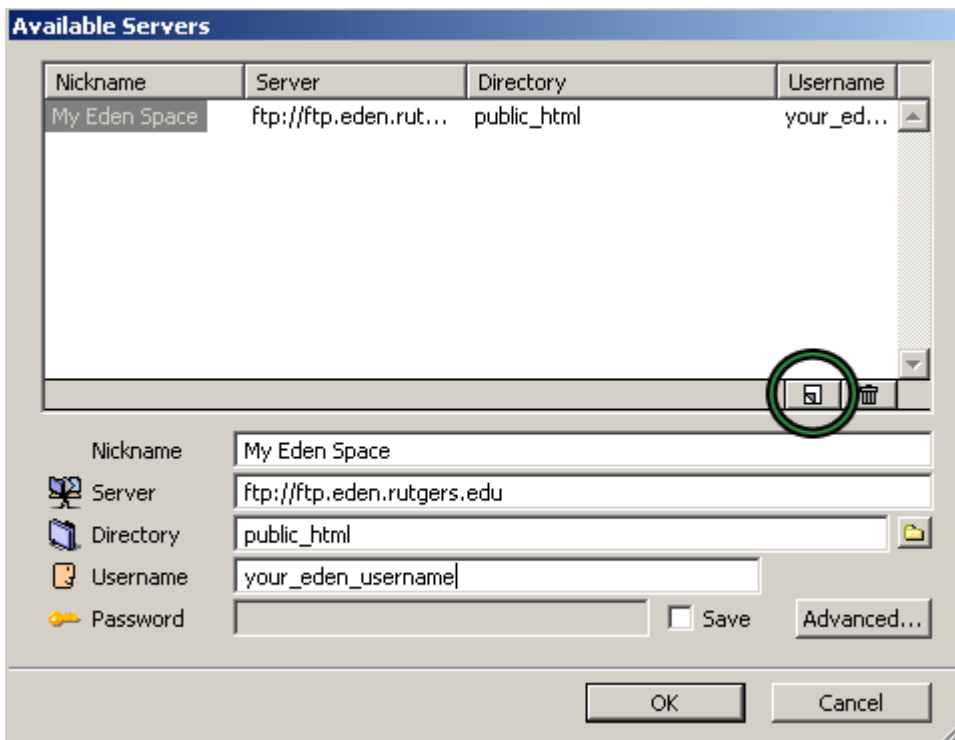 Available Servers
Nickname Server Directory Username
My Eden Space ftp://ftp.eden.rut... public_html your_ed...
Nickname My Eden Space
Server ftp://ftp.eden.rutgers.edu
Directory public_html
Username your_eden_username
Password Save Advanced...
OK Cancel